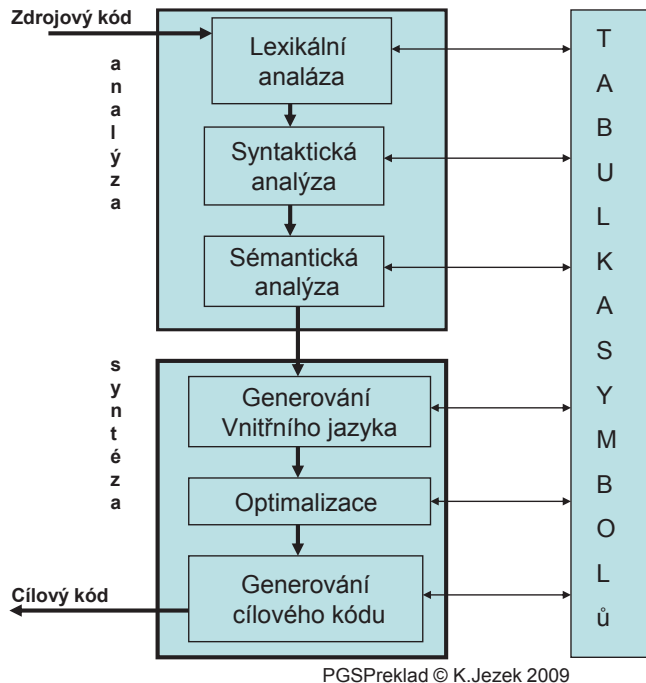 Zdrojový kód
Lexikální
analáza
Syntaktická
analýza
Sémantická
analýza
a
n
a
l
ý
z
a
Generování
Vnitřního jazyka
Optimalizace
Generování
cílového kódu
s
y
n
t
é
z
a
Cílový kód
T
A
B
U
L
K
A
S
Y
M
B
O
L
ů
PGSPreklad © K.Jezek 2009